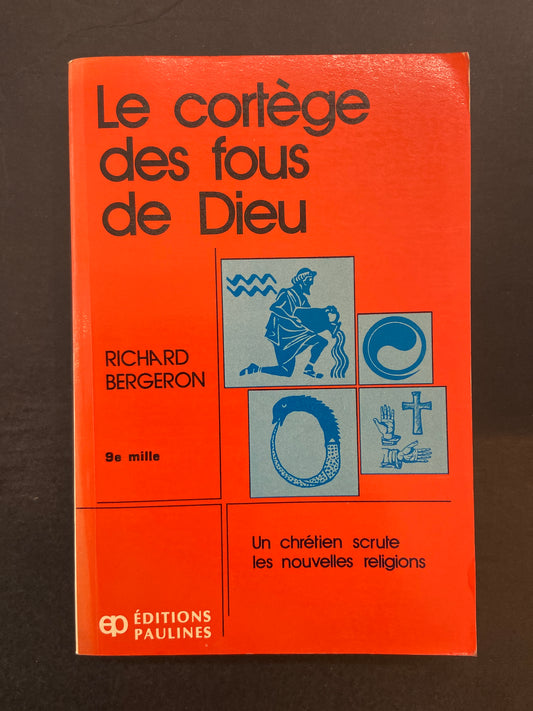 Le cortège
des fous
de Dieu
RICHARD
BERGERON
9e mille
Un chrétien scrute
les nouvelles religions
ep ÉDITIONS
PAULINES